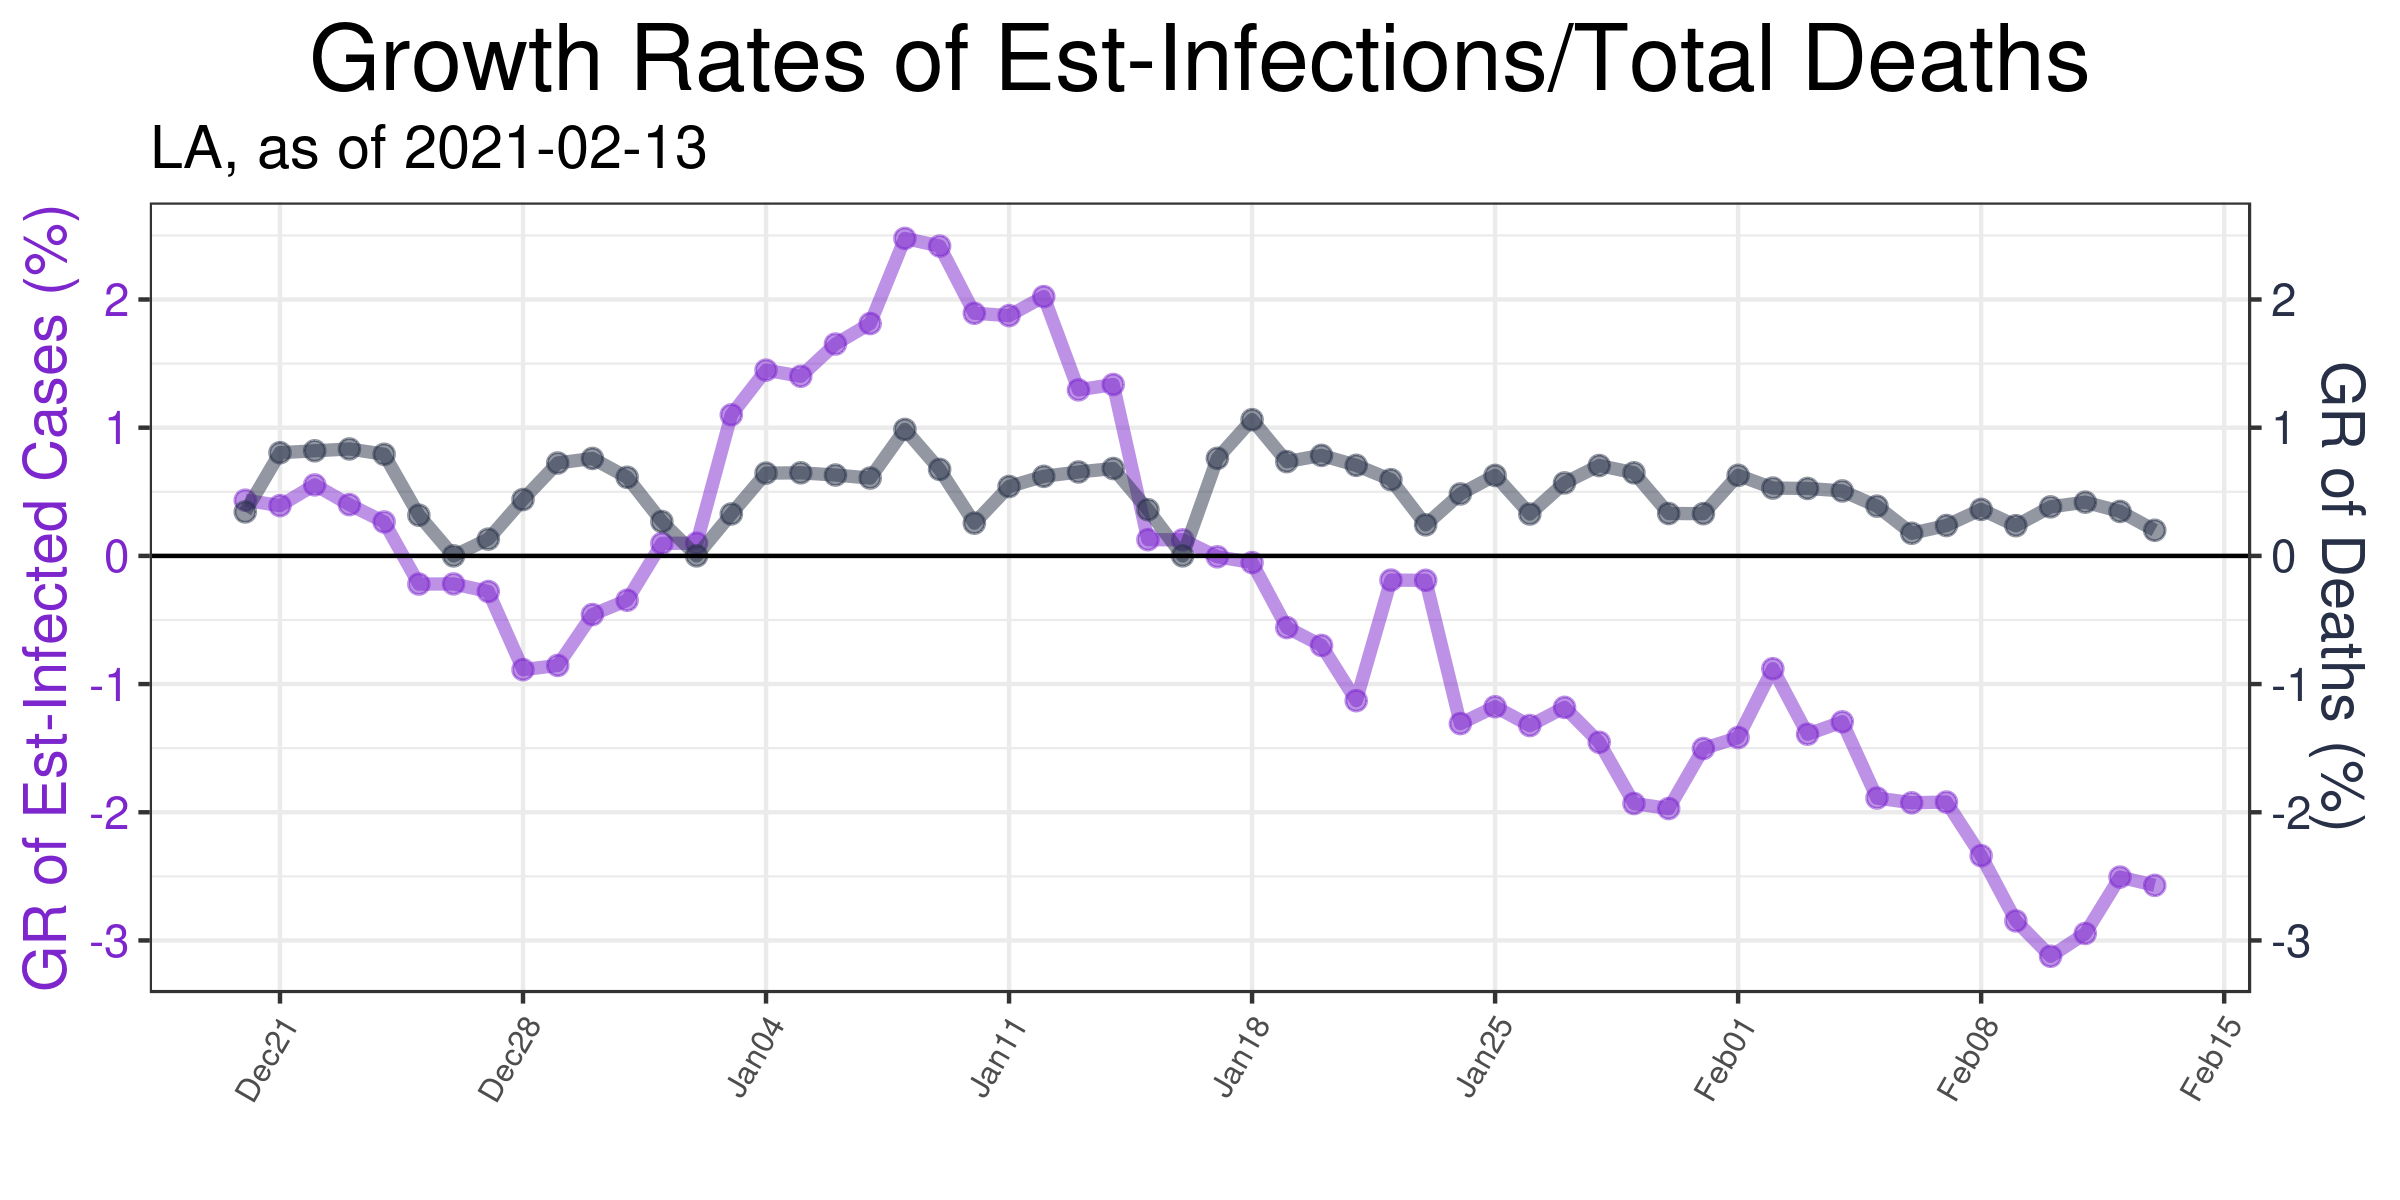 Growth Rates of Est-Infections/Total Deaths
LA, as of 2021-02-13
GR of Est-Infected Cases (%)
2
1
0
-1
-2
-3
2
1
0
-1
-2
-3
GR of Deaths (%)
Dec21
Dec28
Jan04
Jan11
Jan18
Jan25
Feb01
Feb08
Feb15